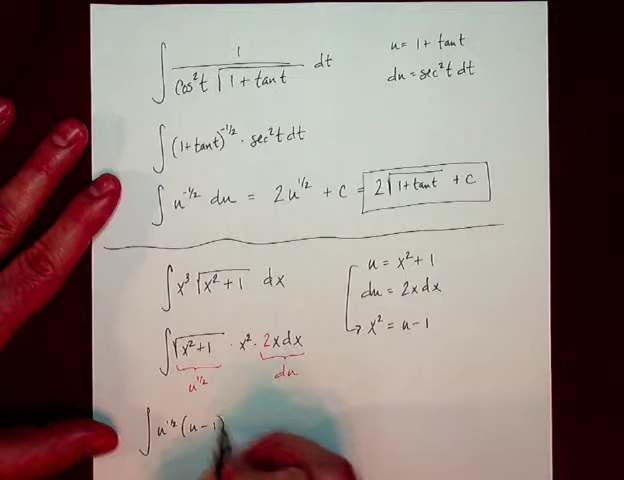 ∫ 1/(cos²t √(1 + tan t)) dt
u = 1 + tan t
du = sec²t dt
∫ (1+tan t)^(-1/2) · sec²t dt
∫ u^(-1/2) du = 2u^(1/2) + C = 2√(1+tan t) + C
∫ x³ √(x²+1) dx
u = x² + 1
du = 2x dx
→ x² = u - 1
∫ √(x²+1) · x² · 2x dx
u^(1/2) du
∫ u^(1/2) (u - 1)